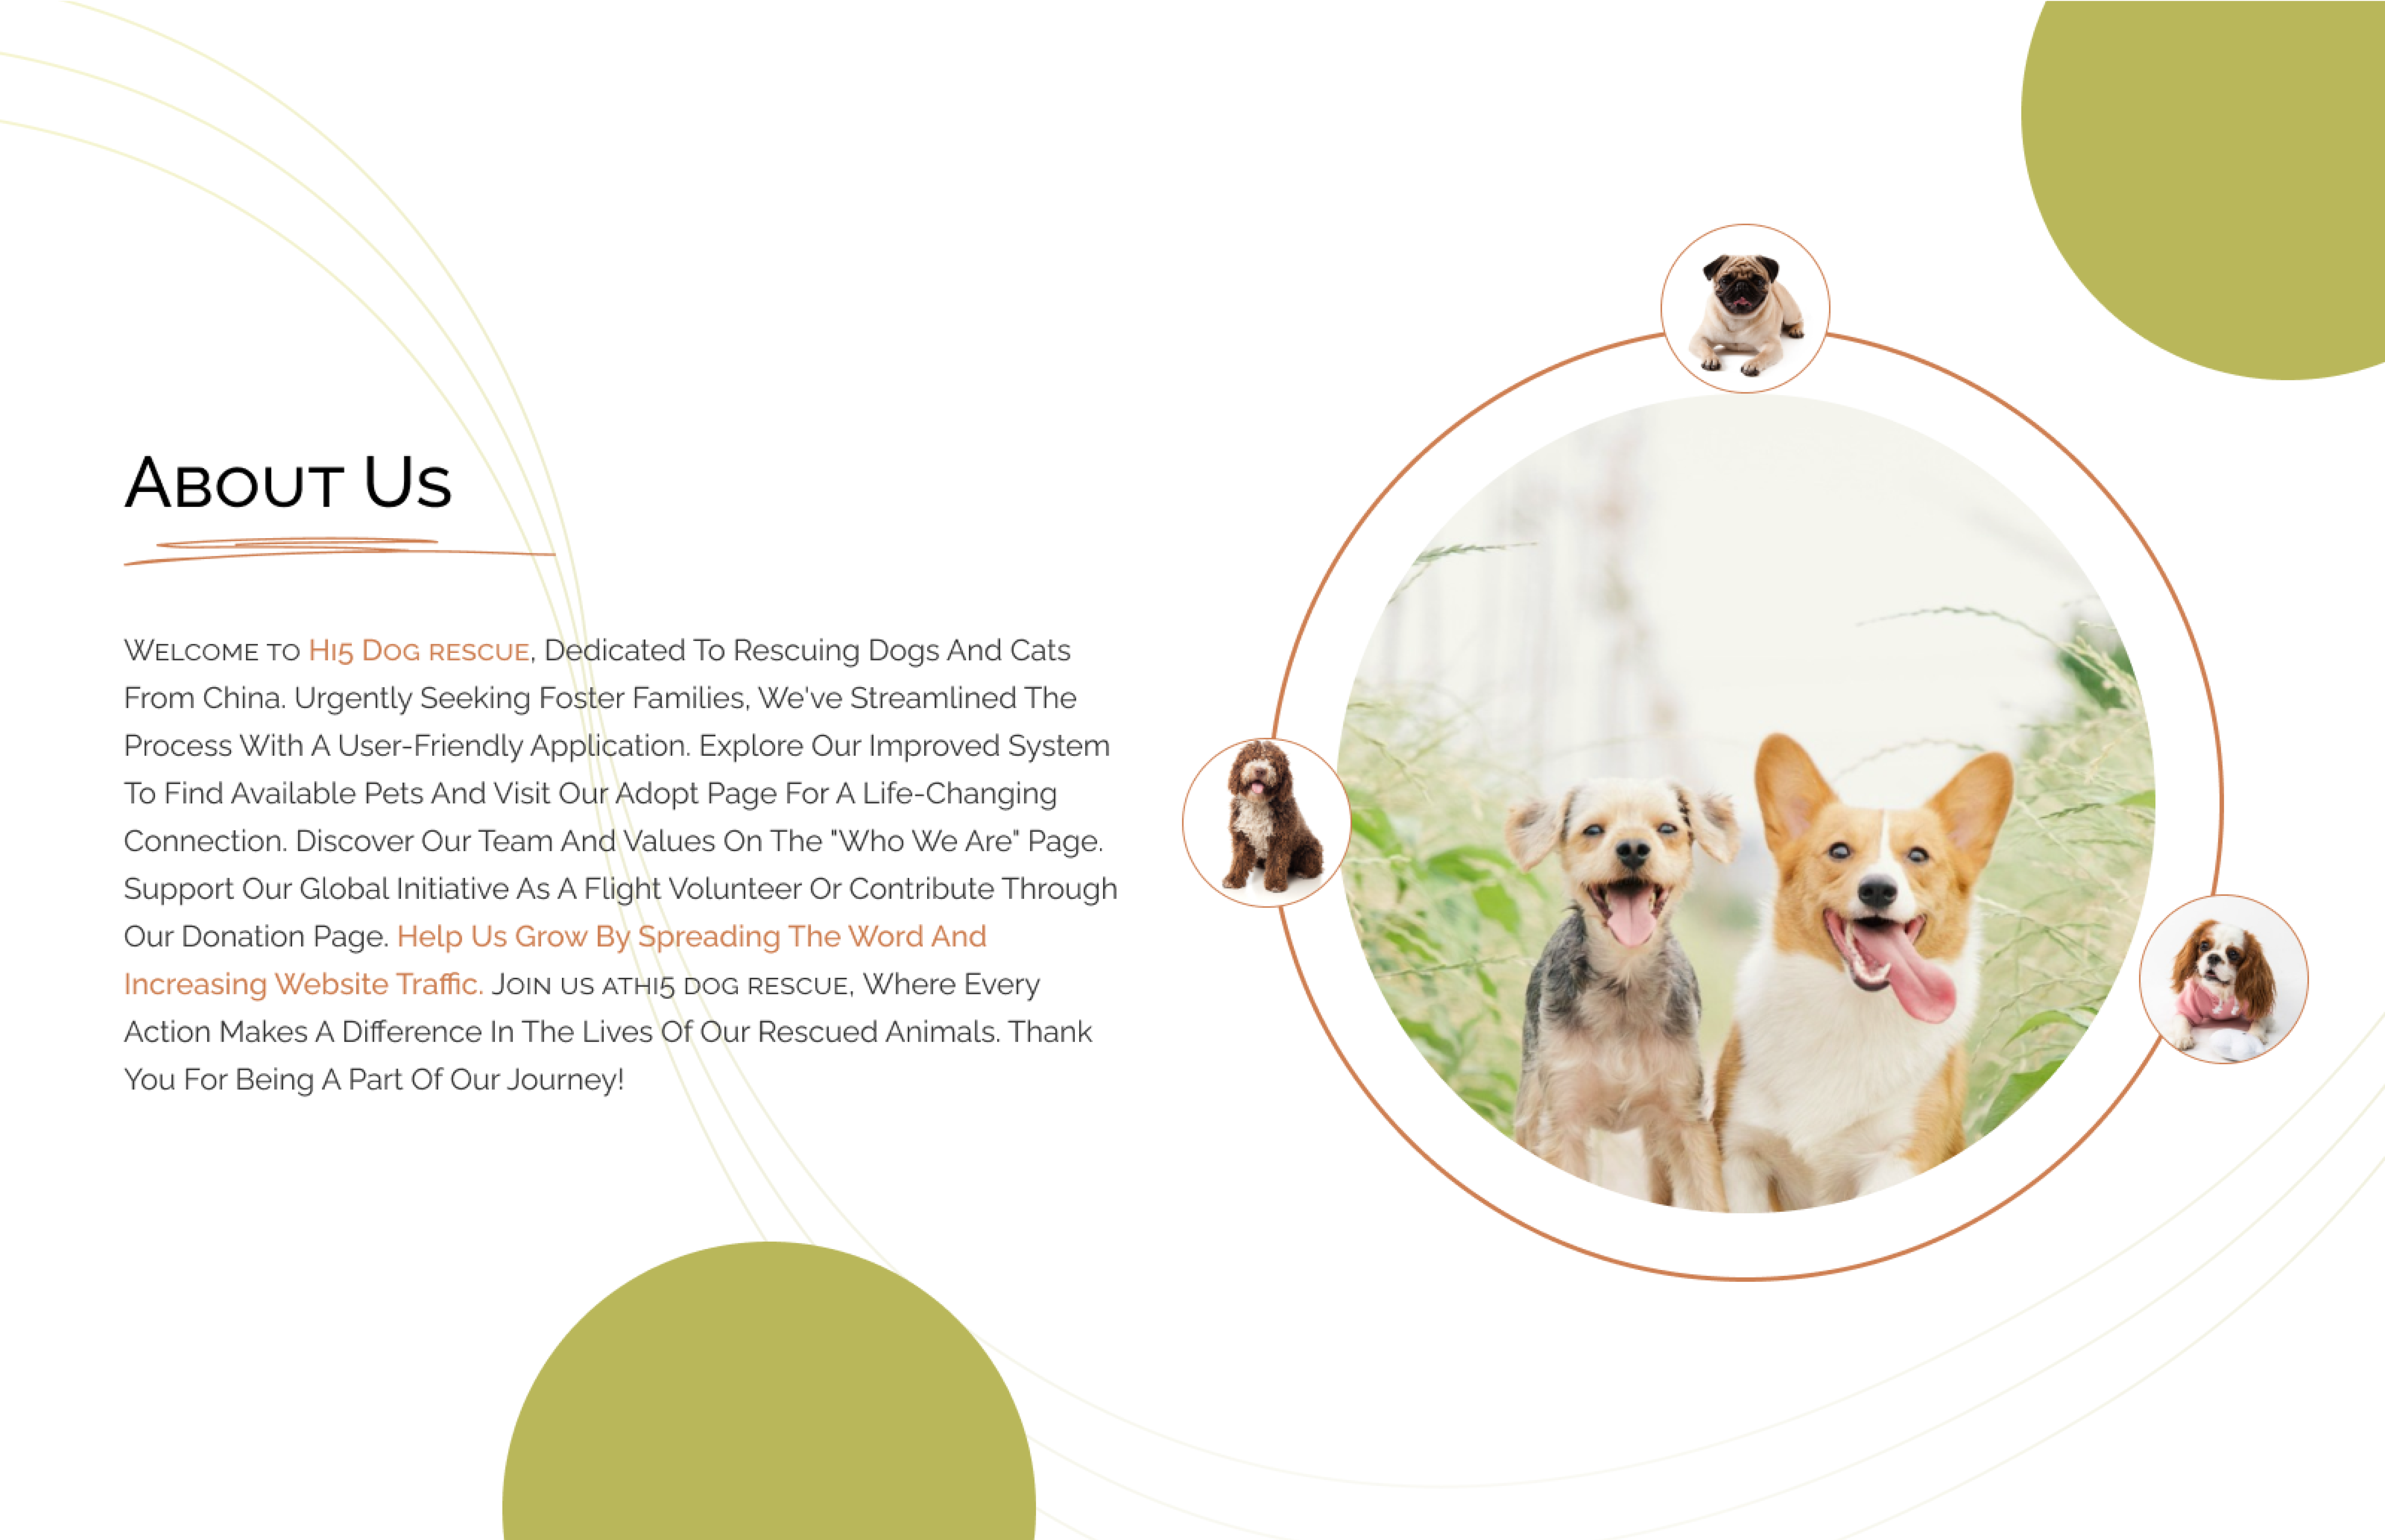 About Us
Welcome to Hi5 Dog rescue, Dedicated To Rescuing Dogs And Cats
From China. Urgently Seeking Foster Families, We've Streamlined The
Process With A User-Friendly Application. Explore Our Improved System
To Find Available Pets And Visit Our Adopt Page For A Life-Changing
Connection. Discover Our Team And Values On The "Who We Are" Page.
Support Our Global Initiative As A Flight Volunteer Or Contribute Through
Our Donation Page. Help Us Grow By Spreading The Word And
Increasing Website Traffic. Join us athi5 dog rescue, Where Every
Action Makes A Difference In The Lives Of Our Rescued Animals. Thank
You For Being A Part Of Our Journey!